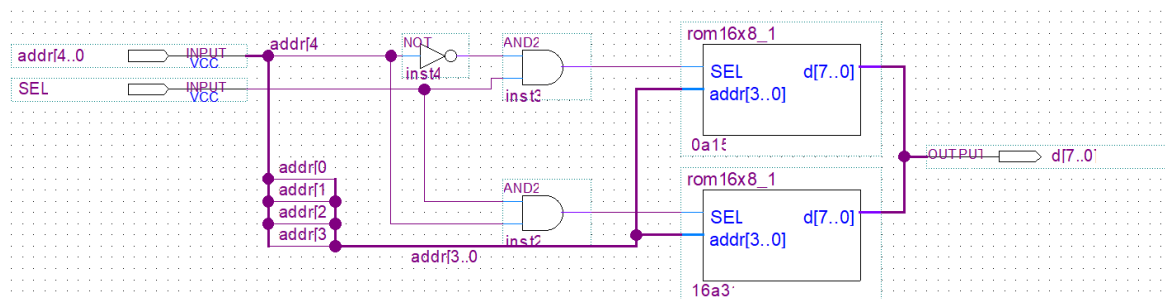 addr[4..0
INPUT
VCC
addr[4
NOT
inst4
AND2
inst3
rom16x8_1
SEL
d[7..0]
addr[3..0]
0a15
SEL
INPUT
VCC
OUTPUT
d[7..0]
addr[0
addr[1
addr[2
addr[3
addr[3..0
AND2
inst2
rom16x8_1
SEL
d[7..0]
addr[3..0]
16a3